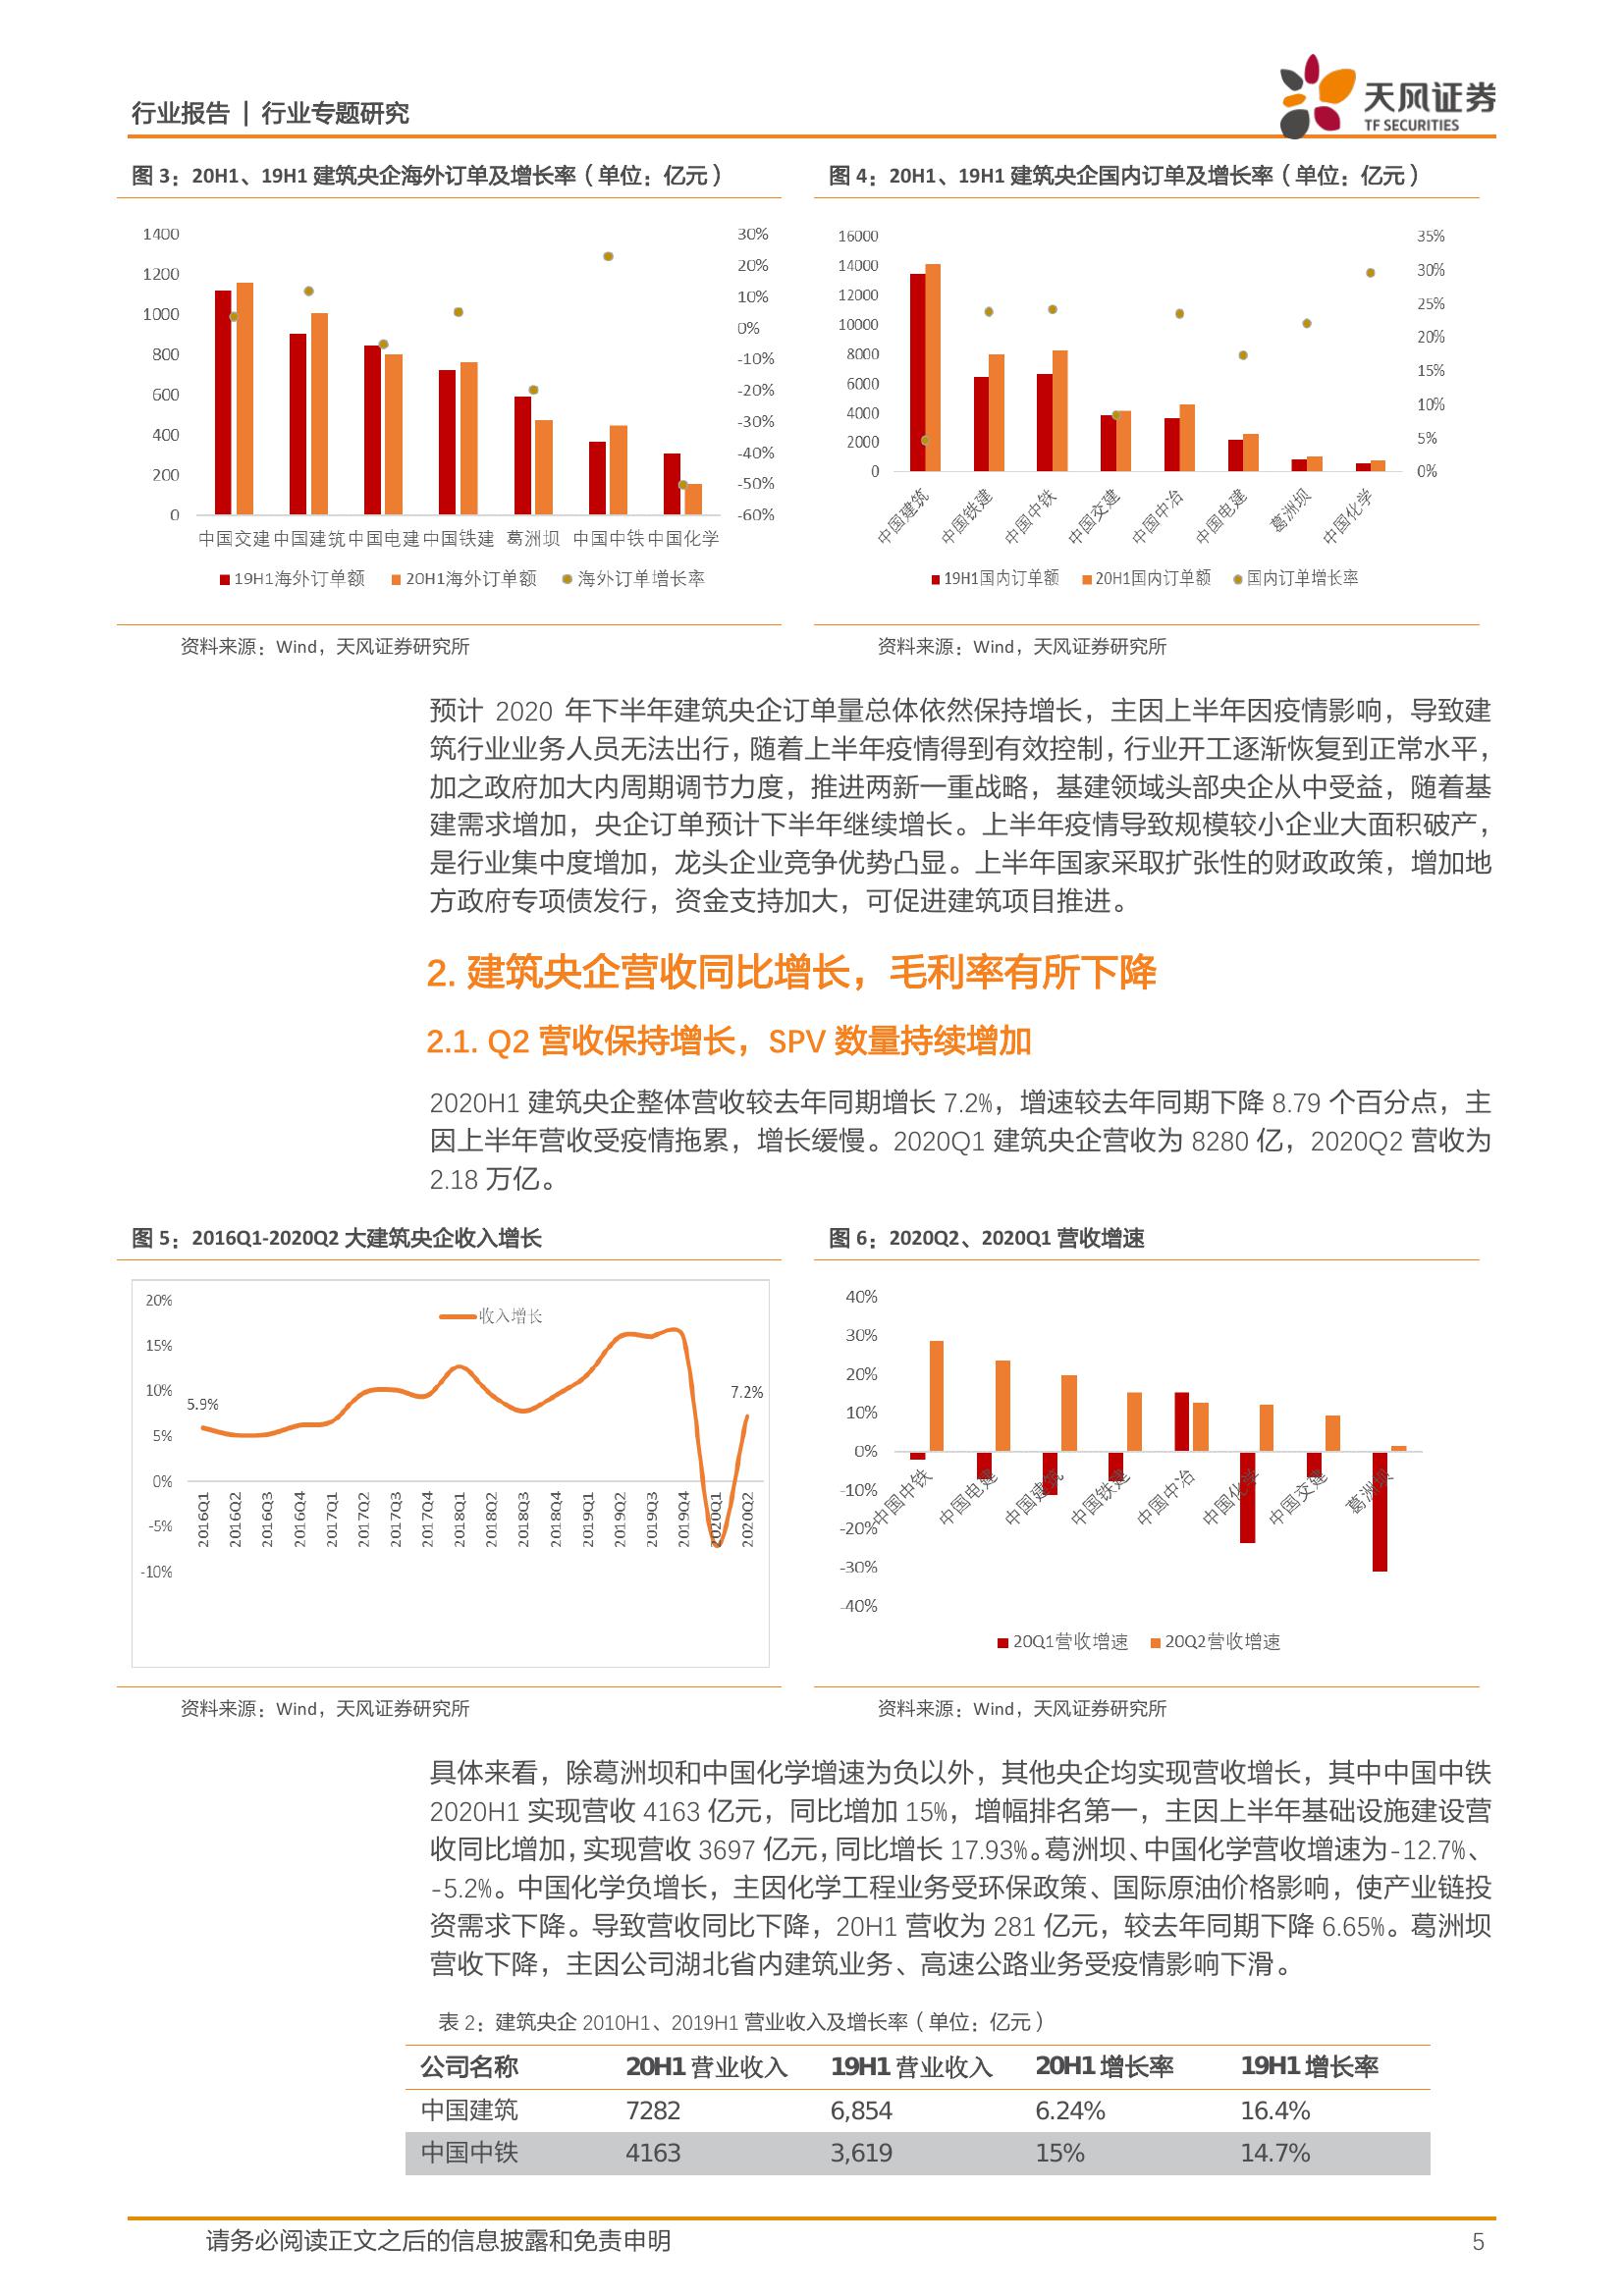 行业报告 | 行业专题研究
天风证券
TF SECURITIES
图 3：20H1、19H1 建筑央企海外订单及增长率（单位：亿元）
1400
1200
1000
800
600
400
200
0
30%
20%
10%
0%
-10%
-20%
-30%
-40%
-50%
-60%
中国交建 中国建筑 中国电建 中国铁建 葛洲坝 中国中铁 中国化学
19H1海外订单额 20H1海外订单额 海外订单增长率
资料来源：Wind，天风证券研究所
图 4：20H1、19H1 建筑央企国内订单及增长率（单位：亿元）
16000
14000
12000
10000
8000
6000
4000
2000
0
35%
30%
25%
20%
15%
10%
5%
0%
中国建筑 中国铁建 中国中铁 中国交建 中国中冶 中国电建 葛洲坝 中国化学
19H1国内订单额 20H1国内订单额 国内订单增长率
资料来源：Wind，天风证券研究所
预计 2020 年下半年建筑央企订单量总体依然保持增长，主因上半年因疫情影响，导致建
筑行业业务人员无法出行，随着上半年疫情得到有效控制，行业开工逐渐恢复到正常水平，
加之政府加大内周期调节力度，推进两新一重战略，基建领域头部央企从中受益，随着基
建需求增加，央企订单预计下半年继续增长。上半年疫情导致规模较小企业大面积破产，
是行业集中度增加，龙头企业竞争优势凸显。上半年国家采取扩张性的财政政策，增加地
方政府专项债发行，资金支持加大，可促进建筑项目推进。
2. 建筑央企营收同比增长，毛利率有所下降
2.1. Q2 营收保持增长，SPV 数量持续增加
2020H1 建筑央企整体营收较去年同期增长 7.2%，增速较去年同期下降 8.79 个百分点，主
因上半年营收受疫情拖累，增长缓慢。2020Q1 建筑央企营收为 8280 亿，2020Q2 营收为
2.18 万亿。
图 5：2016Q1-2020Q2 大建筑央企收入增长
收入增长
20%
15%
10%
5%
0%
-5%
-10%
5.9%
7.2%
2016Q1 2016Q2 2016Q3 2016Q4 2017Q1 2017Q2 2017Q3 2017Q4 2018Q1 2018Q2 2018Q3 2018Q4 2019Q1 2019Q2 2019Q3 2019Q4 2020Q1 2020Q2
资料来源：Wind，天风证券研究所
图 6：2020Q2、2020Q1 营收增速
40%
30%
20%
10%
0%
-10%
-20%
-30%
-40%
中国中铁 中国电建 中国建筑 中国铁建 中国中冶 中国化学 中国交建 葛洲坝
20Q1营收增速 20Q2营收增速
资料来源：Wind，天风证券研究所
具体来看，除葛洲坝和中国化学增速为负以外，其他央企均实现营收增长，其中中国中铁
2020H1 实现营收 4163 亿元，同比增加 15%，增幅排名第一，主因上半年基础设施建设营
收同比增加，实现营收 3697 亿元，同比增长 17.93%。葛洲坝、中国化学营收增速为-12.7%、
-5.2%。中国化学负增长，主因化学工程业务受环保政策、国际原油价格影响，使产业链投
资需求下降。导致营收同比下降，20H1 营收为 281 亿元，较去年同期下降 6.65%。葛洲坝
营收下降，主因公司湖北省内建筑业务、高速公路业务受疫情影响下滑。
表 2：建筑央企 2010H1、2019H1 营业收入及增长率（单位：亿元）
公司名称 20H1 营业收入 19H1 营业收入 20H1 增长率 19H1 增长率
中国建筑 7282 6,854 6.24% 16.4%
中国中铁 4163 3,619 15% 14.7%
请务必阅读正文之后的信息披露和免责申明
5